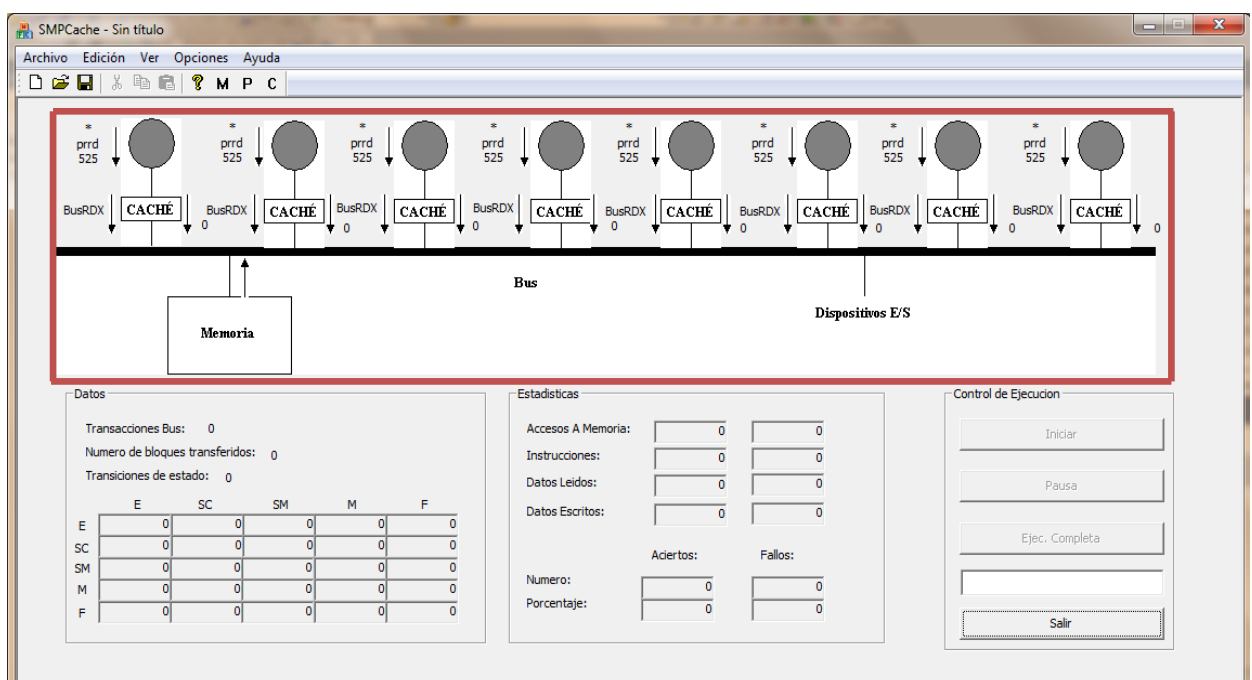 SMPCache - Sin título
Archivo Edición Ver Opciones Ayuda
M P C
* * * * * * * *
prrd prrd prrd prrd prrd prrd prrd prrd
525 525 525 525 525 525 525 525
BusRDX CACHÉ BusRDX CACHÉ BusRDX CACHÉ BusRDX CACHÉ BusRDX CACHÉ BusRDX CACHÉ BusRDX CACHÉ BusRDX CACHÉ
0 0 0 0 0 0 0 0
Bus
Dispositivos E/S
Memoria
Datos
Transacciones Bus: 0
Numero de bloques transferidos: 0
Transiciones de estado: 0
E SC SM M F
E 0 0 0 0 0
SC 0 0 0 0 0
SM 0 0 0 0 0
M 0 0 0 0 0
F 0 0 0 0 0
Estadisticas
Accesos A Memoria: 0 0
Instrucciones: 0 0
Datos Leidos: 0 0
Datos Escritos: 0 0
Aciertos: Fallos:
Numero: 0 0
Porcentaje: 0 0
Control de Ejecucion
Iniciar
Pausa
Ejec. Completa
Salir